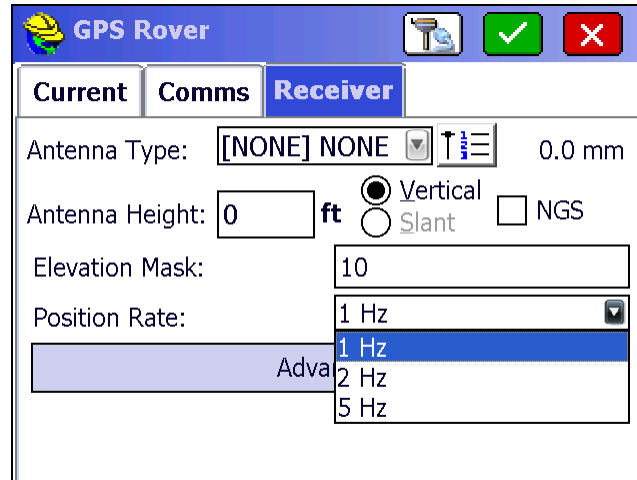 GPS Rover
Current Comms Receiver
Antenna Type: [NONE] NONE 0.0 mm
Antenna Height: 0 ft Vertical NGS
Slant
Elevation Mask: 10
Position Rate: 1 Hz
1 Hz
Advar
2 Hz
5 Hz